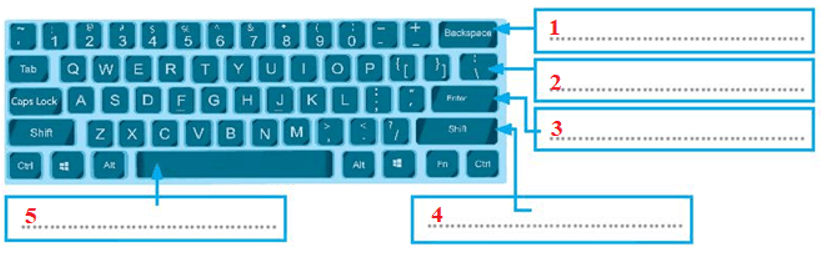 ~ ! @ # $ % ^ & * ( ) – + Backspace 1
` 1 2 3 4 5 6 7 8 9 0 - _
Tab Q W E R T Y U I O P { [ } ] \ 2
Caps Lock A S D F G H J K L ; Enter 3
Shift Z X C V B N M > , < . ? / Shift
Ctrl Alt Alt Fn Ctrl
5 4